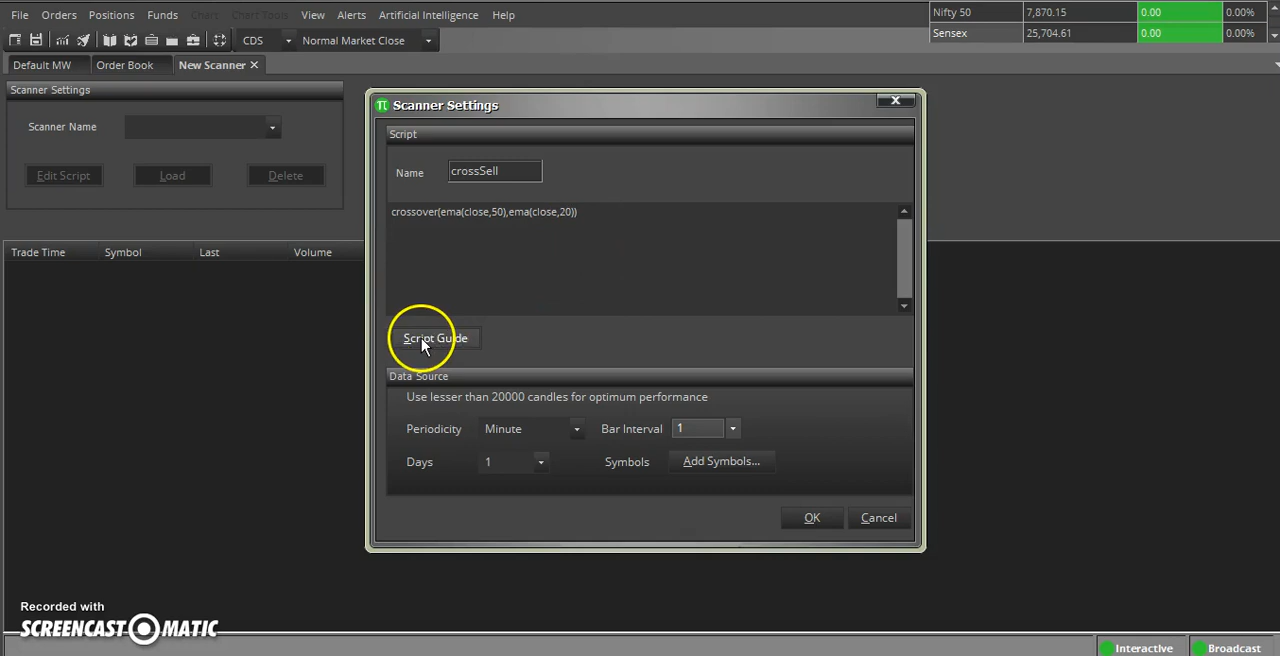 File Orders Positions Funds Chart Chart Tools View Alerts Artificial Intelligence Help
Nifty 50 7,870.15 0.00 0.00%
Sensex 25,704.61 0.00 0.00%
CDS Normal Market Close
Default MW Order Book New Scanner
Scanner Settings
Scanner Name
Edit Script Load Delete
Trade Time Symbol Last Volume
Scanner Settings
Script
Name crossSell
crossover(ema(close,50),ema(close,20))
Script Guide
Data Source
Use lesser than 20000 candles for optimum performance
Periodicity Minute Bar Interval 1
Days 1 Symbols Add Symbols...
OK Cancel
Recorded with
SCREENCAST MATIC
Interactive Broadcast